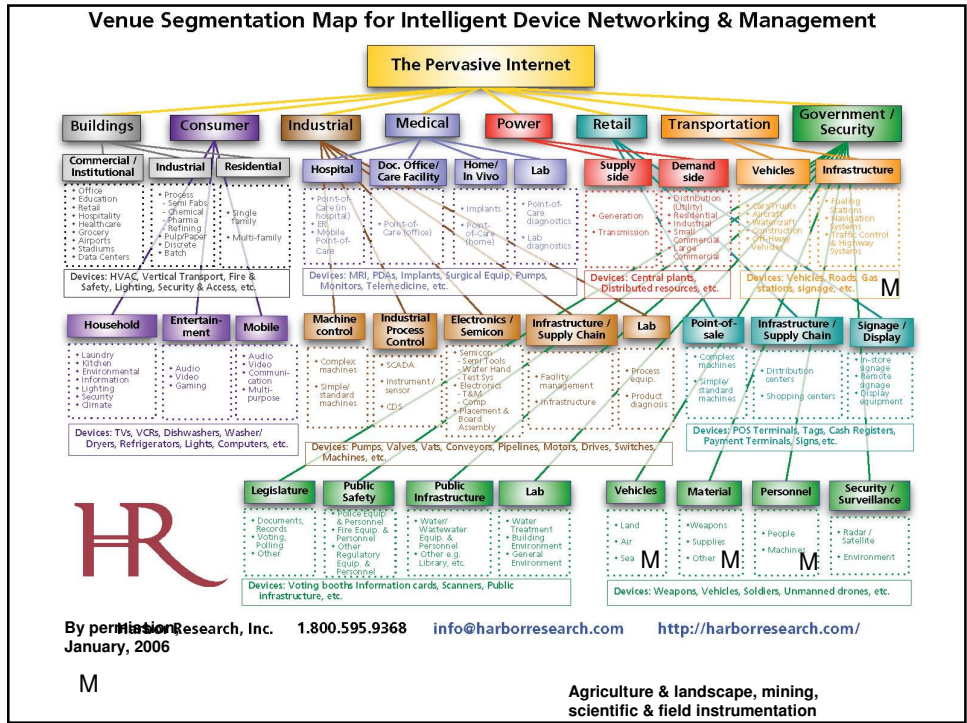 Venue Segmentation Map for Intelligent Device Networking & Management
The Pervasive Internet
Buildings
Consumer
Industrial
Medical
Power
Retail
Transportation
Government /
Security
Commercial /
Institutional
Industrial
Residential
Hospital
Doc. Office/
Care Facility
Home/
In Vivo
Lab
Supply
side
Demand
side
Vehicles
Infrastructure
• Office
• Education
• Retail
• Hospitality
• Healthcare
• Grocery
• Airports
• Stadiums
• Data Centers
• Process
- Semi Fabs
- Chemical
- Pharma
Refining
• Pulp/Paper
• Discrete
• Batch
• Single
family
• Multi-family
• Point-of-
Care (in
hospital)
• ER
• Mobile
Point-of-
Care
• Point-of-
Care (office)
• Implants
• Point-
of-Care
(home)
• Point-of-
Care
diagnostics
• Lab
diagnostics
• Generation
• Transmission
• Distribution
(Utility)
• Residential
• Industrial
• Small
Commercial
• Large
Commercial
• Cars/Trucks
• Aircraft
• Watercraft
• Construction
• Off-Hway
Vehicles
• Fueling
Stations
• Navigation
Systems
• Traffic Control
& Highway
Systems
Devices: HVAC, Vertical Transport, Fire &
Safety, Lighting, Security & Access, etc.
Devices: MRI, PDAs, Implants, Surgical Equip, Pumps,
Monitors, Telemedicine, etc.
Devices: Central plants,
Distributed resources, etc.
Devices: Vehicles, Roads, Gas
stations, signage, etc.
M
Household
Entertain-
ment
Mobile
Machine
control
Industrial
Process
Control
Electronics /
Semicon
Infrastructure /
Supply Chain
Lab
Point-of-
sale
Infrastructure /
Supply Chain
Signage /
Display
• Laundry
• Kitchen
• Environmental
• Information
• Lighting
• Security
• Climate
• Audio
• Video
• Gaming
• Audio
• Video
• Communi-
cation
• Multi-
purpose
• Complex
machines
• Simple/
standard
machines
• SCADA
• Instrument/
sensor
• CDS
• Semicon
- Semi Tools
- Wafer Hand
- Test Sys
• Electronics
- T&M
- Comp
• Placement &
Board
Assembly
• Facility
management
• Infrastructure
• Process
equip.
• Product
diagnosis
• Complex
machines
• Simple/
standard
machines
• Distribution
centers
• Shopping centers
• In-store
signage
• Remote
signage
• Display
equipment
Devices: TVs, VCRs, Dishwashers, Washer/
Dryers, Refrigerators, Lights, Computers, etc.
Devices: Pumps, Valves, Vats, Conveyors, Pipelines, Motors, Drives, Switches,
Machines, etc.
Devices: POS Terminals, Tags, Cash Registers,
Payment Terminals, Signs,etc.
Legislature
Public
Safety
Public
Infrastructure
Lab
Vehicles
Material
Personnel
Security /
Surveillance
• Documents,
Records
• Voting,
Polling
• Other
• Police Equip.
& Personnel
• Fire Equip. &
Personnel
• Other
Regulatory
Equip. &
Personnel
• Water/
Wastewater
Equip. &
Personnel
• Other e.g.
Library, etc.
• Water
Treatment
• Building
Environment
• General
Environment
• Land
• Air
• Sea
M
• Weapons
• Supplies
• Other
M
• People
• Machines
M
• Radar /
Satellite
• Environment
Devices: Voting booths Information cards, Scanners, Public
infrastructure, etc.
Devices: Weapons, Vehicles, Soldiers, Unmanned drones, etc.
HR
By permission, Harbor Research, Inc. 1.800.595.9368 info@harborresearch.com http://harborresearch.com/
January, 2006
M
Agriculture & landscape, mining,
scientific & field instrumentation